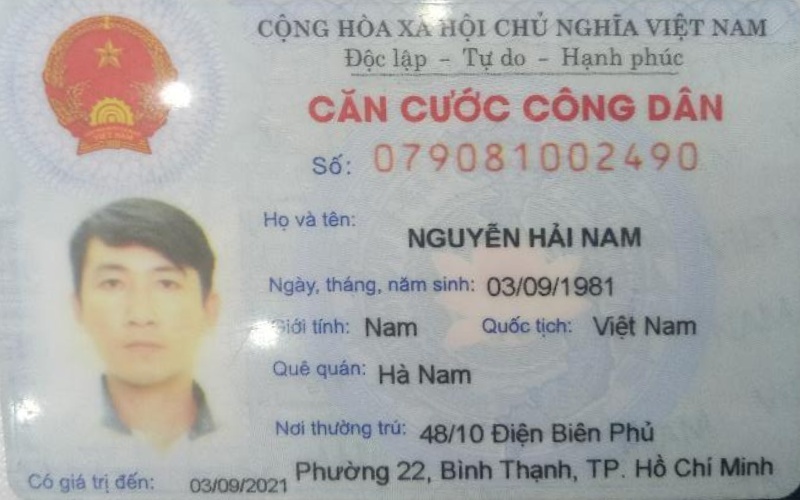 CỘNG HÒA XÃ HỘI CHỦ NGHĨA VIỆT NAM
Độc lập - Tự do - Hạnh phúc
CĂN CƯỚC CÔNG DÂN
Số: 079081002490
Họ và tên:
NGUYỄN HẢI NAM
Ngày, tháng, năm sinh: 03/09/1981
Giới tính: Nam Quốc tịch: Việt Nam
Quê quán: Hà Nam
Nơi thường trú: 48/10 Điện Biên Phủ
Phường 22, Bình Thạnh, TP. Hồ Chí Minh
Có giá trị đến: 03/09/2021